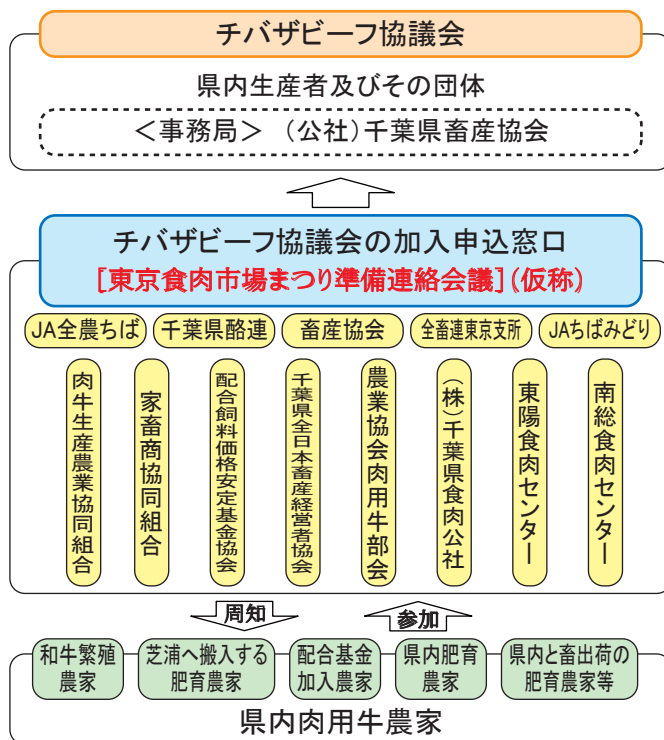 チバザビーフ協議会
県内生産者及びその団体
＜事務局＞ （公社）千葉県畜産協会
チバザビーフ協議会の加入申込窓口
［東京食肉市場まつり準備連絡会議］（仮称）
JA全農ちば
千葉県酪連
畜産協会
全畜連東京支所
JAちばみどり
肉牛生産農業協同組合
家畜商協同組合
配合飼料価格安定基金協会
千葉県全日本畜産経営者協会
農業協会肉用牛部会
（株）千葉県食肉公社
東陽食肉センター
南総食肉センター
周知
参加
和牛繁殖
農家
芝浦へ搬入する
肥育農家
配合基金
加入農家
県内肥育
農家
県内と畜出荷の
肥育農家等
県内肉用牛農家